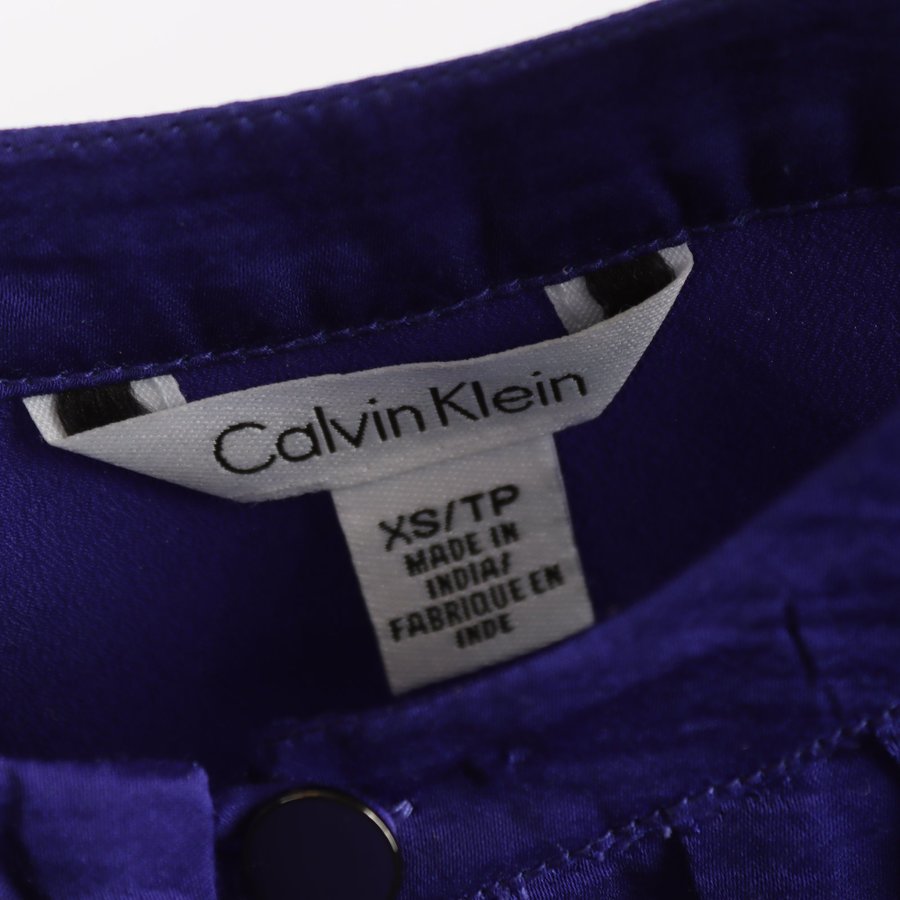 Calvin Klein
XS/TP
MADE IN
INDIA/
FABRIQUE EN
INDE